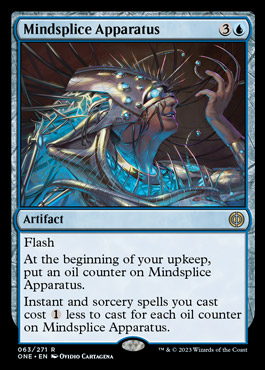 Mindsplice Apparatus 3
Artifact
Flash
At the beginning of your upkeep,
put an oil counter on Mindsplice
Apparatus.
Instant and sorcery spells you cast
cost 1 less to cast for each oil counter
on Mindsplice Apparatus.
063/271 R
ONE • EN Ovidio Cartagena
™ & © 2023 Wizards of the Coast